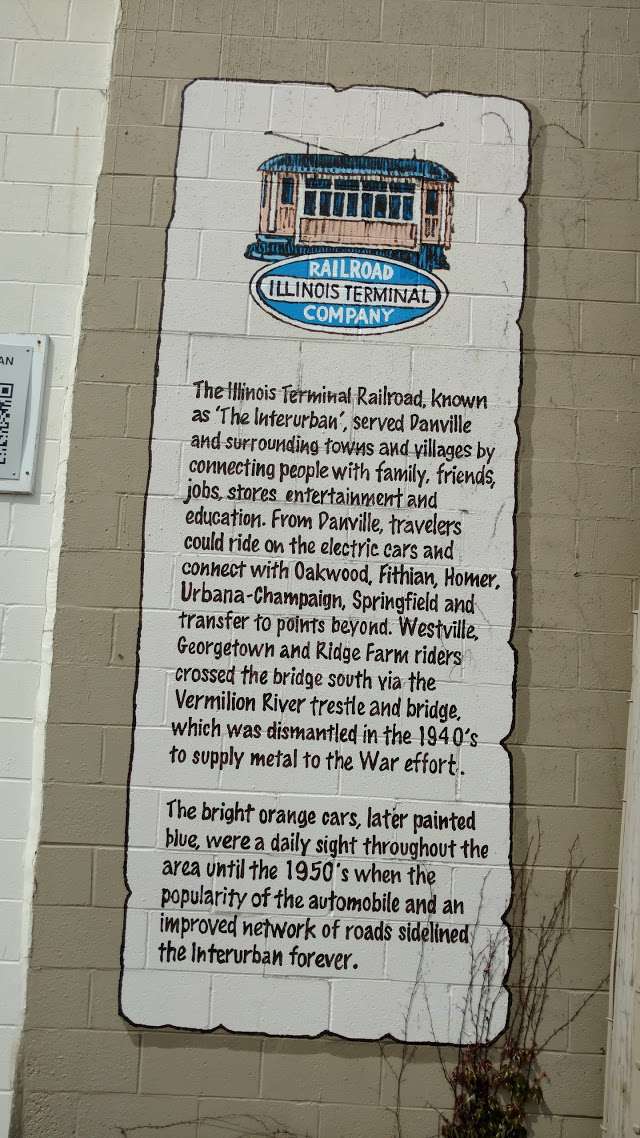 RAILROAD
ILLINOIS TERMINAL
COMPANY
AN
The Illinois Terminal Railroad, known
as 'The Interurban', served Danville
and surrounding towns and villages by
connecting people with family, friends,
jobs, stores entertainment and
education. From Danville, travelers
could ride on the electric cars and
connect with Oakwood, Fithian, Homer,
Urbana-Champaign, Springfield and
transfer to points beyond. Westville,
Georgetown and Ridge Farm riders
crossed the bridge south via the
Vermilion River trestle and bridge,
which was dismantled in the 1940's
to supply metal to the War effort.
The bright orange cars, later painted
blue, were a daily sight throughout the
area until the 1950's when the
popularity of the automobile and an
improved network of roads sidelined
the Interurban forever.